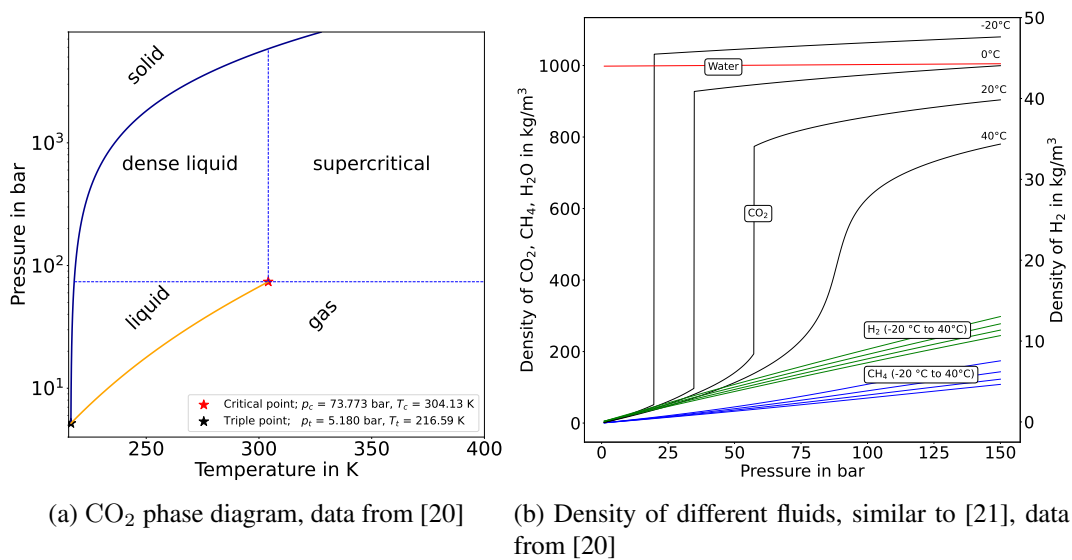 solid
dense liquid
supercritical
liquid
gas
Pressure in bar
10³
10²
10¹
Critical point; p_c = 73.773 bar, T_c = 304.13 K
Triple point; p_t = 5.180 bar, T_t = 216.59 K
250
300
350
400
Temperature in K
(a) CO₂ phase diagram, data from [20]
Density of CO₂, CH₄, H₂O in kg/m³
1000
800
600
400
200
0
-20°C
0°C
20°C
40°C
Water
CO₂
H₂ (-20 °C to 40°C)
CH₄ (-20 °C to 40°C)
50
40
30
20
10
0
Density of H₂ in kg/m³
0
25
50
75
100
125
150
Pressure in bar
(b) Density of different fluids, similar to [21], data
from [20]